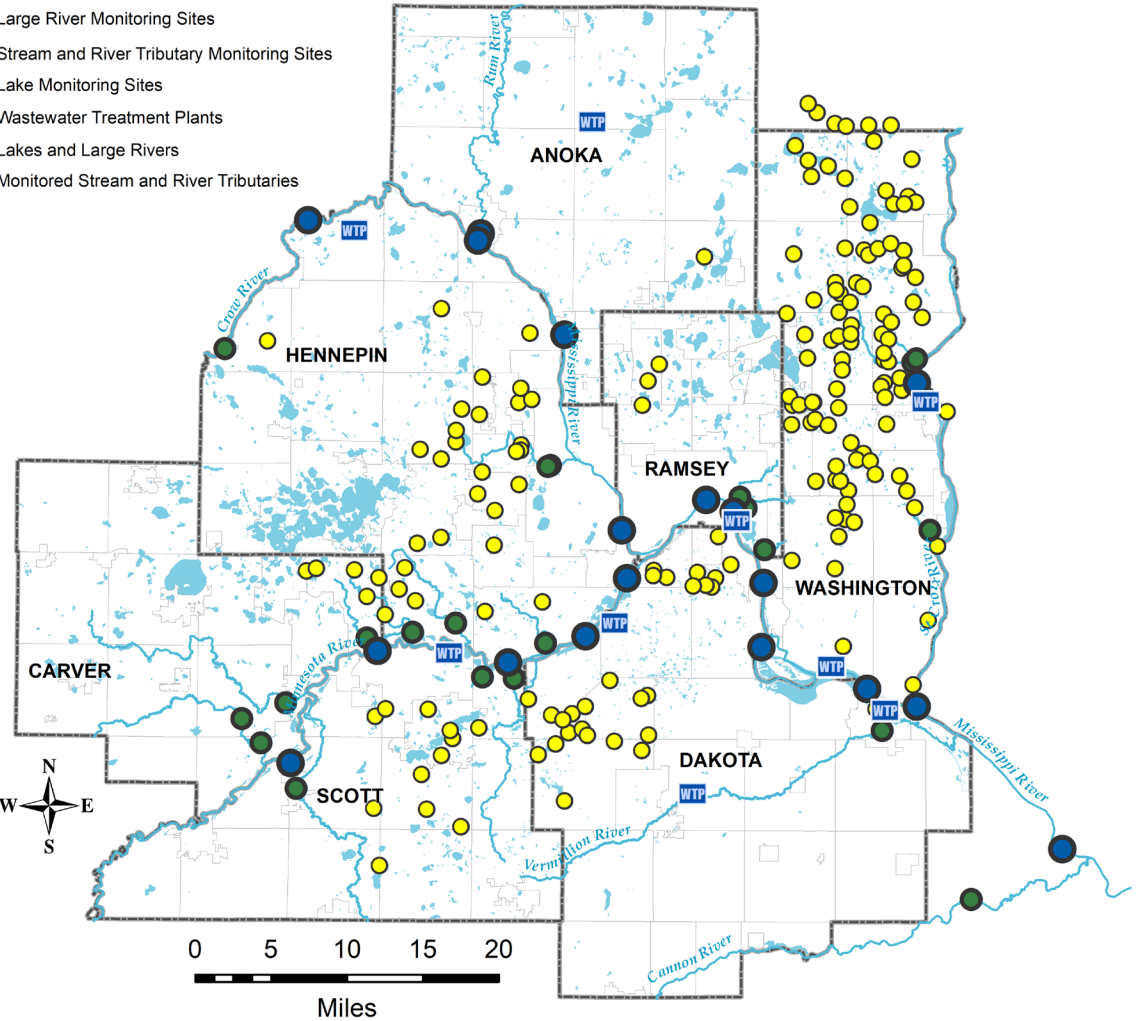 Large River Monitoring Sites
Stream and River Tributary Monitoring Sites
Lake Monitoring Sites
Wastewater Treatment Plants
Lakes and Large Rivers
Monitored Stream and River Tributaries
Rum River
WTP
ANOKA
WTP
Crow River
HENNEPIN
Mississippi River
WTP
RAMSEY
WTP
WASHINGTON
St. Croix River
WTP
Minnesota River
WTP
CARVER
WTP
WTP
Mississippi River
DAKOTA
WTP
SCOTT
Vermillion River
Cannon River
N
W
E
S
0 5 10 15 20
Miles